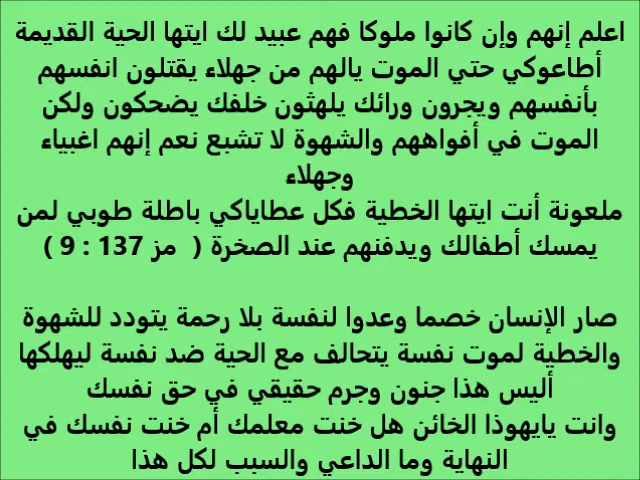 اعلم إنهم وإن كانوا ملوكا فهم عبيد لك ايتها الحية القديمة
أطاعوكي حتي الموت يالهم من جهلاء يقتلون انفسهم
بأنفسهم ويجرون ورائك يلهثون خلفك يضحكون ولكن
الموت في أفواههم والشهوة لا تشبع نعم إنهم اغبياء
وجهلاء
ملعونة أنت ايتها الخطية فكل عطاياكي باطلة طوبي لمن
يمسك أطفالك ويدفنهم عند الصخرة ( مز 137 : 9 )
صار الإنسان خصما وعدوا لنفسة بلا رحمة يتودد للشهوة
والخطية لموت نفسة يتحالف مع الحية ضد نفسة ليهلكها
أليس هذا جنون وجرم حقيقي في حق نفسك
وانت يايهوذا الخائن هل خنت معلمك أم خنت نفسك في
النهاية وما الداعي والسبب لكل هذا